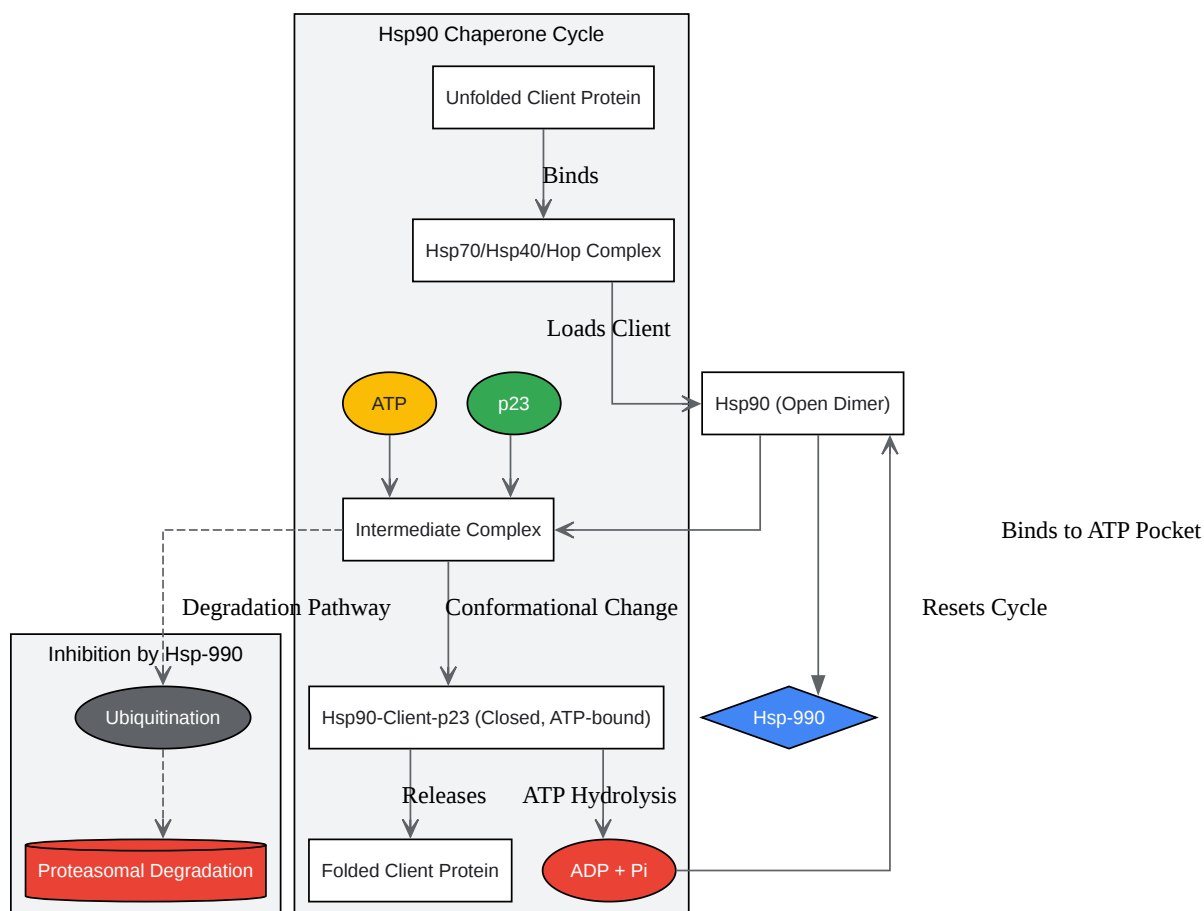 Hsp90 Chaperone Cycle
Unfolded Client Protein
Binds
Hsp70/Hsp40/Hop Complex
Loads Client
ATP
p23
Hsp90 (Open Dimer)
Intermediate Complex
Binds to ATP Pocket
Degradation Pathway
Conformational Change
Resets Cycle
Inhibition by Hsp-990
Ubiquitination
Hsp90-Client-p23 (Closed, ATP-bound)
Hsp-990
Releases
ATP Hydrolysis
Proteasomal Degradation
Folded Client Protein
ADP + Pi